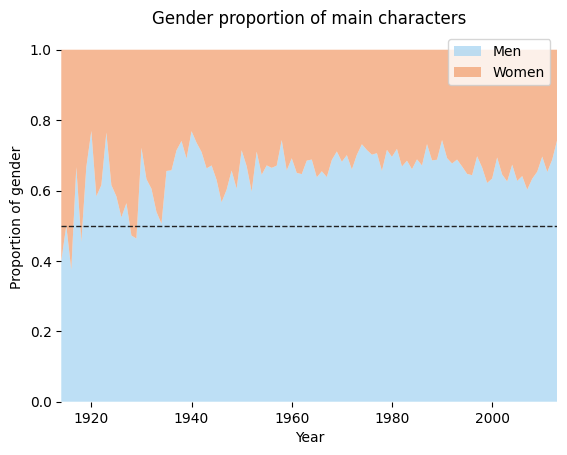 Gender proportion of main characters
Men
Women
1.0
0.8
0.6
0.4
0.2
0.0
Proportion of gender
1920
1940
1960
1980
2000
Year